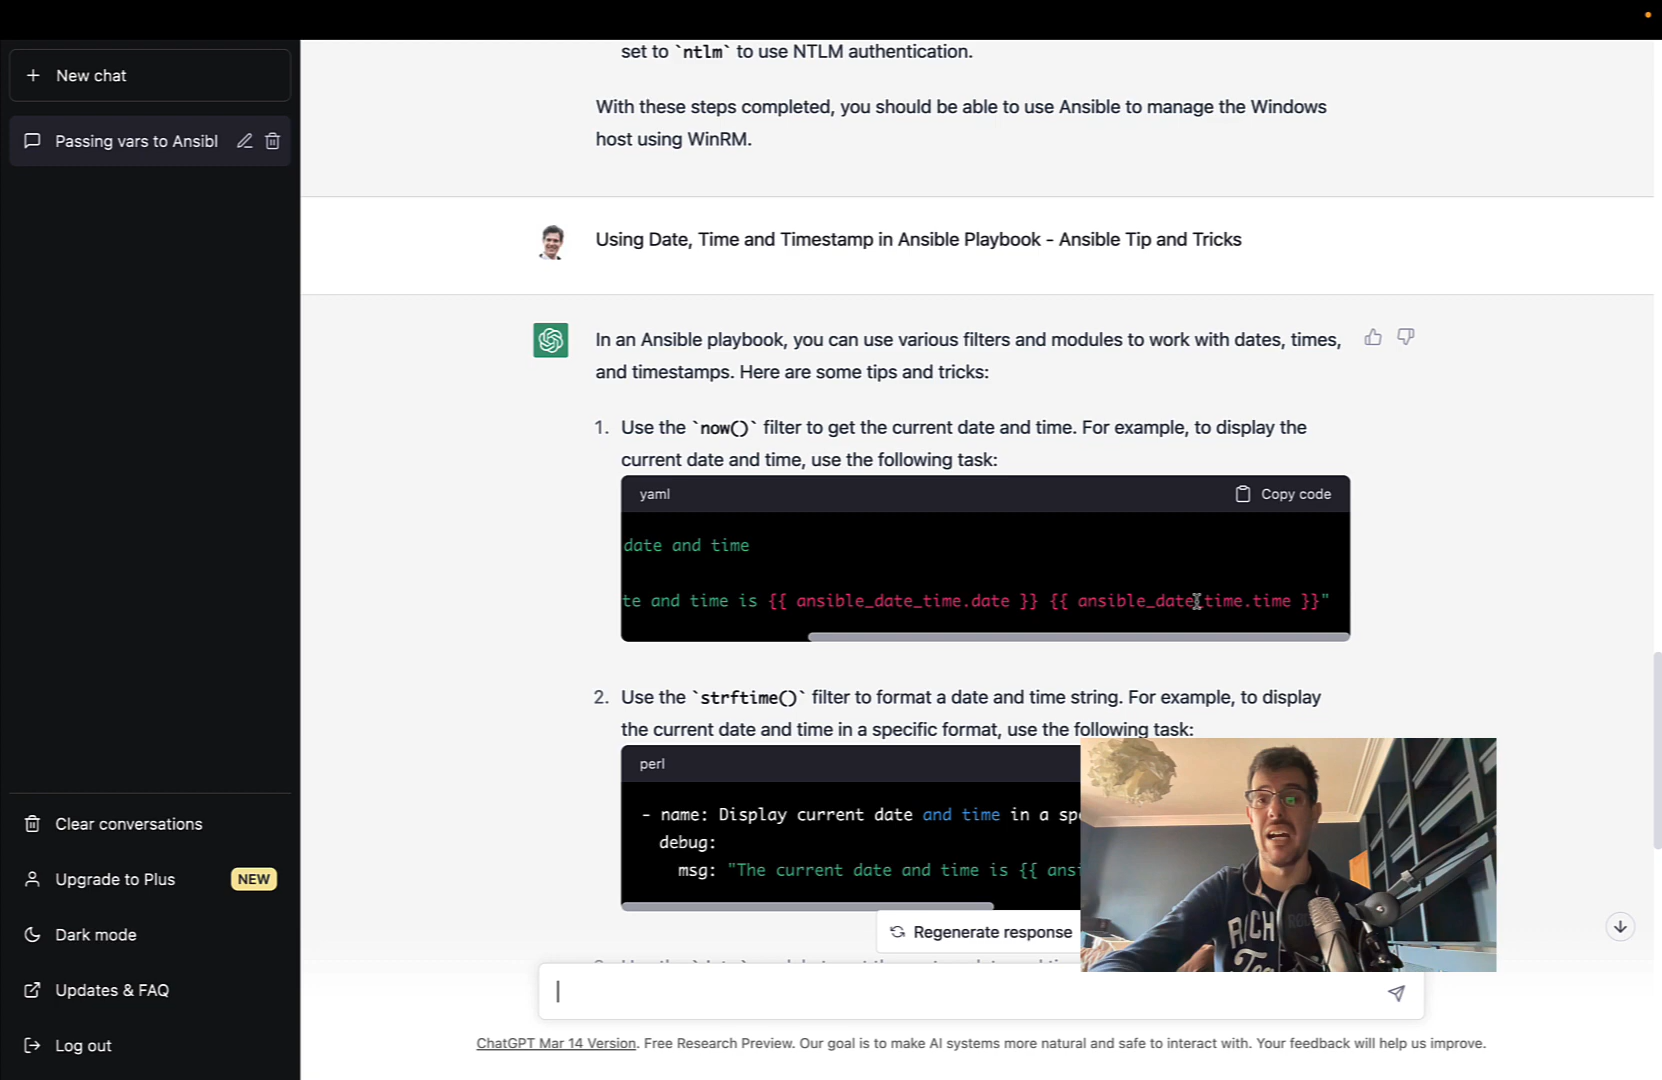 New chat
Passing vars to Ansibl
set to `ntlm` to use NTLM authentication.
With these steps completed, you should be able to use Ansible to manage the Windows
host using WinRM.
Using Date, Time and Timestamp in Ansible Playbook - Ansible Tip and Tricks
In an Ansible playbook, you can use various filters and modules to work with dates, times,
and timestamps. Here are some tips and tricks:
1. Use the `now()` filter to get the current date and time. For example, to display the
current date and time, use the following task:
yaml
Copy code
date and time
te and time is {{ ansible_date_time.date }} {{ ansible_date_time.time }}"
2. Use the `strftime()` filter to format a date and time string. For example, to display
the current date and time in a specific format, use the following task:
perl
- name: Display current date and time in a spe
debug:
msg: "The current date and time is {{ ansi
Regenerate response
RICH
Clear conversations
Upgrade to Plus
NEW
Dark mode
Updates & FAQ
Log out
ChatGPT Mar 14 Version. Free Research Preview. Our goal is to make AI systems more natural and safe to interact with. Your feedback will help us improve.